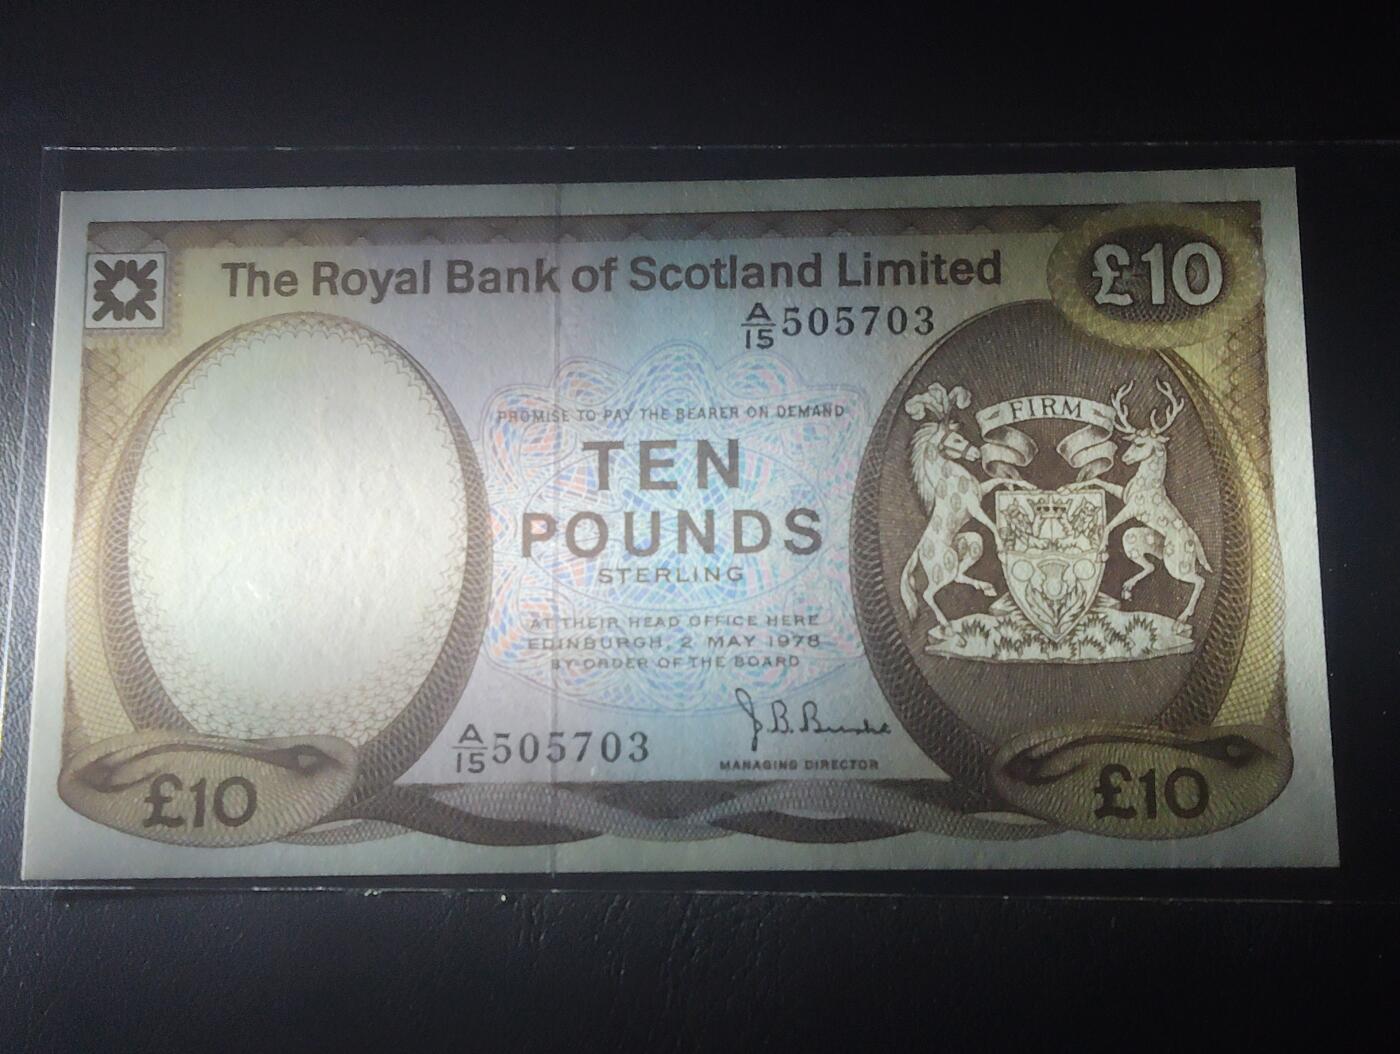 The Royal Bank of Scotland Limited
£10
A/15 505703
FIRM
PROMISE TO PAY THE BEARER ON DEMAND
TEN
POUNDS
STERLING
AT THEIR HEAD OFFICE HERE
EDINBURGH, 2 MAY 1978
BY ORDER OF THE BOARD
A/15 505703
MANAGING DIRECTOR
£10
£10